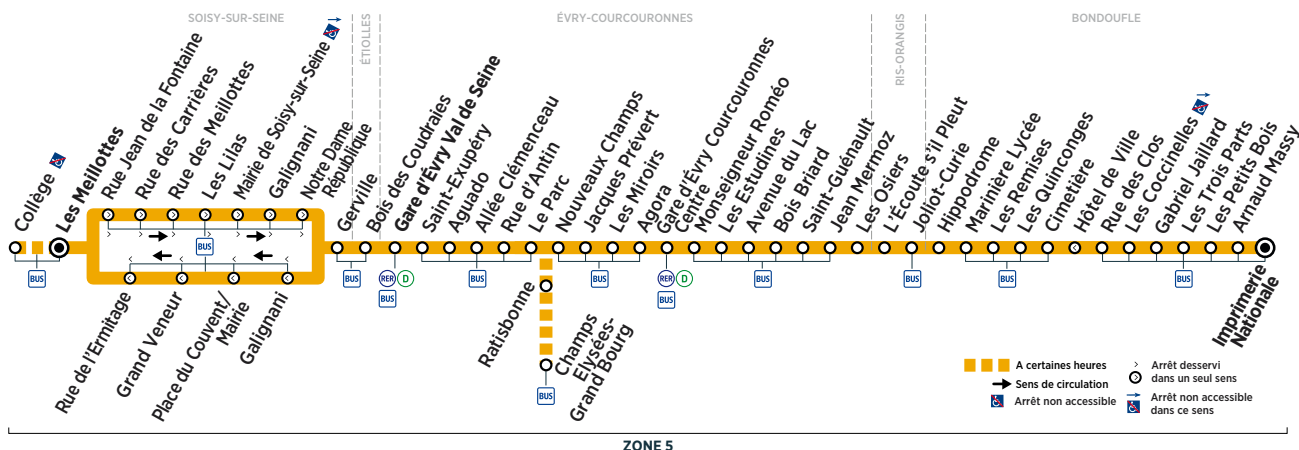 SOISY-SUR-SEINE
ÉTIOLLES
ÉVRY-COURCOURONNES
RIS-ORANGIS
BONDOUFLE
Collège
Les Meillottes
Rue Jean de la Fontaine
Rue des Carrières
Rue des Meillottes
Les Lilas
Mairie de Soisy-sur-Seine
Galignani
Notre Dame
République
Gerville
Bois des Coudraies
Gare d'Évry Val de Seine
Saint-Exupéry
Aguado
Allée Clémenceau
Rue d'Antin
Le Parc
Nouveaux Champs
Jacques Prévert
Les Miroirs
Agora
Gare d'Évry Courcouronnes
Centre
Monseigneur Roméo
Les Estudines
Avenue du Lac
Bois Briard
Saint-Guénault
Jean Mermoz
Les Osiers
L'Écoute s'il Pleut
Joliot-Curie
Hippodrome
Marinière Lycée
Les Remises
Les Quinconges
Cimetière
Hôtel de Ville
Rue des Clos
Les Coccinelles
Gabriel Jaillard
Les Trois Parts
Les Petits Bois
Arnaud Massy
Imprimerie
Nationale
BUS
BUS
BUS
RER D
BUS
BUS
BUS
RER D
BUS
BUS
BUS
BUS
BUS
Rue de l'Ermitage
Grand Veneur
Place du Couvent/
Mairie
Galignani
Ratisbonne
Champs
Elysées-
Grand Bourg
BUS
A certaines heures
Sens de circulation
Arrêt non accessible
Arrêt desservi
dans un seul sens
Arrêt non accessible
dans ce sens
ZONE 5